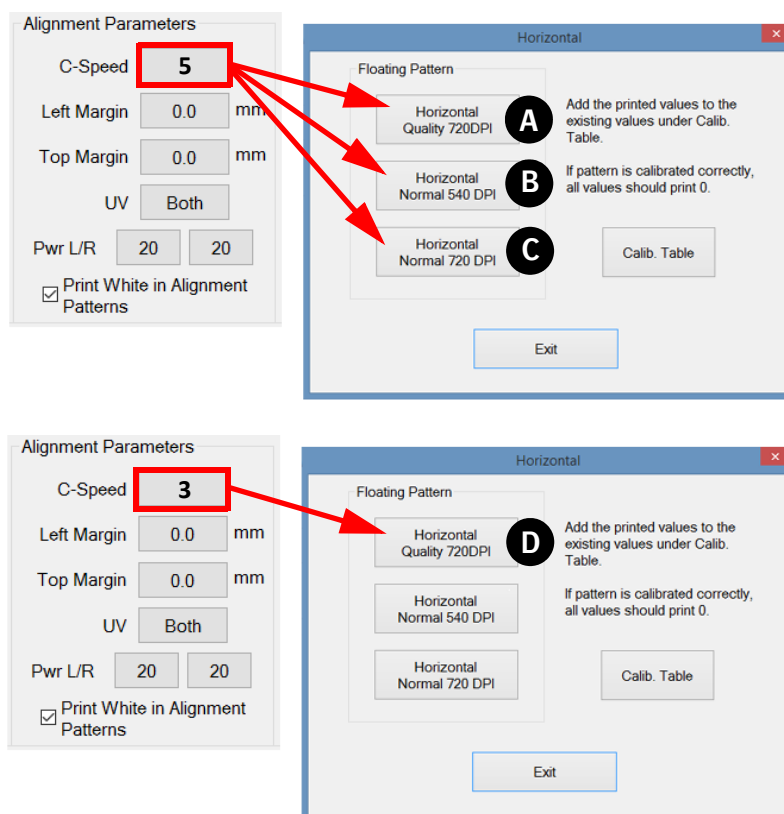 Alignment Parameters
C-Speed 5
Left Margin 0.0 mm
Top Margin 0.0 mm
UV Both
Pwr L/R 20 20
Print White in Alignment
Patterns
Horizontal
Floating Pattern
Horizontal
Quality 720DPI
A
Horizontal
Normal 540 DPI
B
Horizontal
Normal 720 DPI
C
Add the printed values to the
existing values under Calib.
Table.
If pattern is calibrated correctly,
all values should print 0.
Calib. Table
Exit
Alignment Parameters
C-Speed 3
Left Margin 0.0 mm
Top Margin 0.0 mm
UV Both
Pwr L/R 20 20
Print White in Alignment
Patterns
Horizontal
Floating Pattern
Horizontal
Quality 720DPI
D
Horizontal
Normal 540 DPI
Horizontal
Normal 720 DPI
Add the printed values to the
existing values under Calib.
Table.
If pattern is calibrated correctly,
all values should print 0.
Calib. Table
Exit